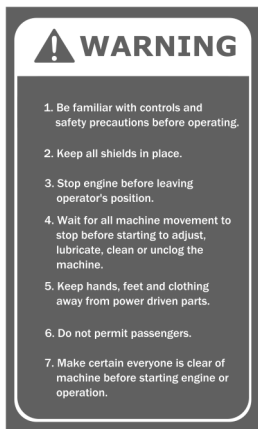 WARNING
1. Be familiar with controls and
safety precautions before operating.
2. Keep all shields in place.
3. Stop engine before leaving
operator's position.
4. Wait for all machine movement to
stop before starting to adjust,
lubricate, clean or unclog the
machine.
5. Keep hands, feet and clothing
away from power driven parts.
6. Do not permit passengers.
7. Make certain everyone is clear of
machine before starting engine or
operation.